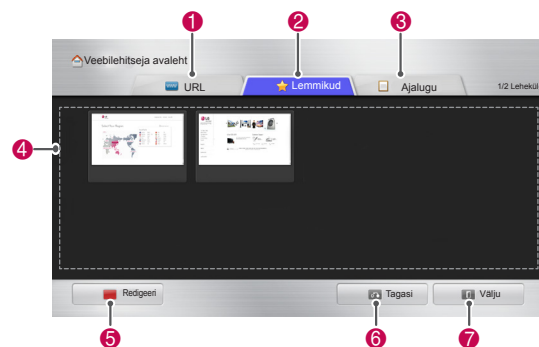 1 2 3
Veebilehitseja avaleht
URL Lemmikud Ajalugu 1/2 Lehekül
4
Redigeeri Tagasi Välju
5 6 7